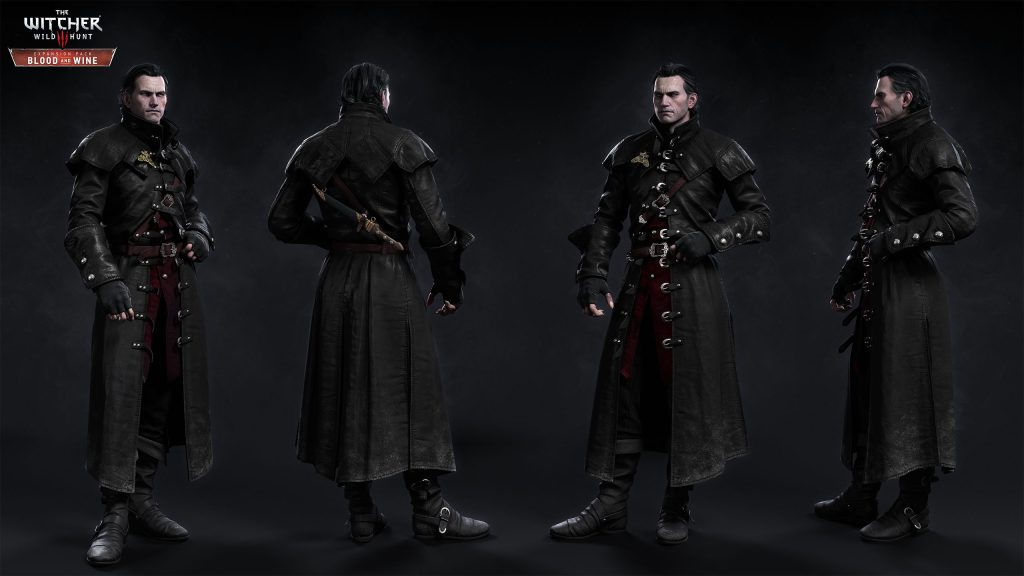 THE
WITCHER
WILD HUNT
EXPANSION PACK
BLOOD AND WINE